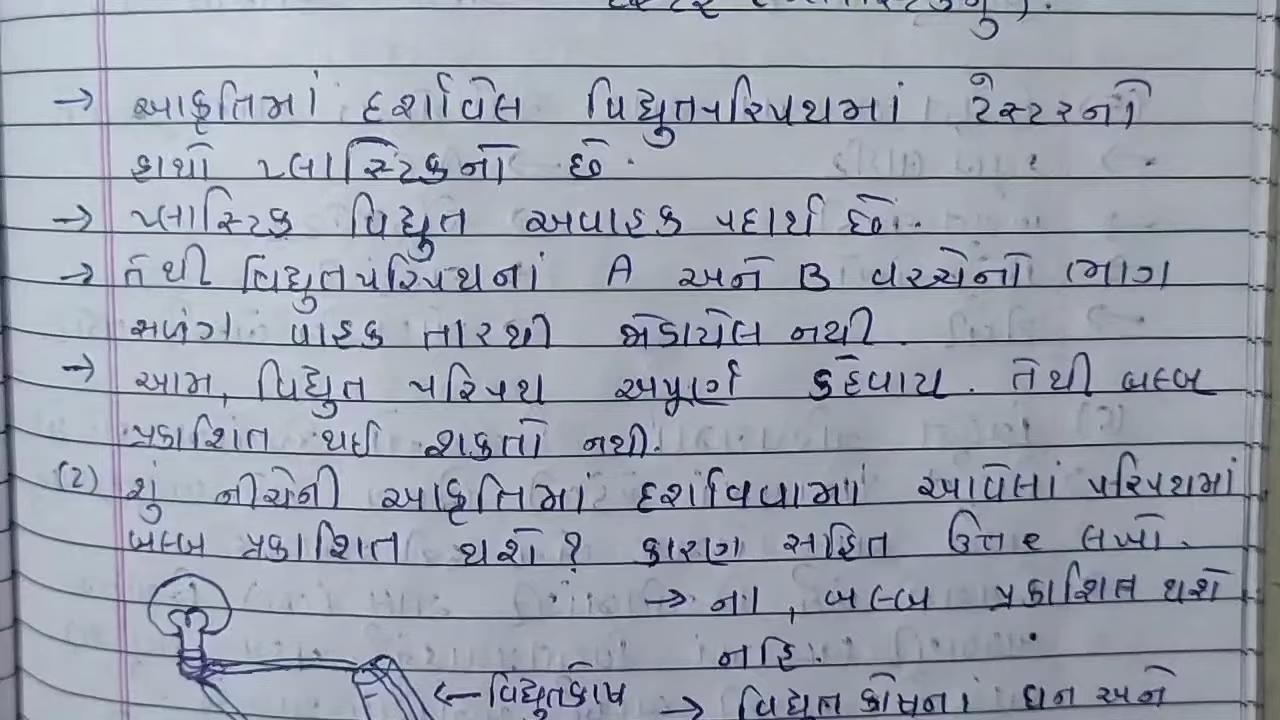 → આકૃતિમાં દર્શાવેલ વિદ્યુતપરિપથમાં ટેસ્ટરનો
હાથો પ્લાસ્ટિકનો છે.
→ પ્લાસ્ટિક વિદ્યુત અવાહક પદાર્થ છે.
→ તેથી વિદ્યુતપરિપથનાં A અને B વચ્ચેનો ભાગ
સળંગ વાહક તારથી જોડાયેલ નથી.
→ આમ, વિદ્યુત પરિપથ અપૂર્ણ કહેવાય. તેથી બલ્બ
પ્રકાશિત થઈ શકતો નથી.
(2) શું નીચેની આકૃતિમાં દર્શાવવામાં આવેલાં પરિપથમાં
બલ્બ પ્રકાશિત થશે ? કારણ સહિત ઉત્તર લખો.
→ ના, બલ્બ પ્રકાશિત થશે
નહિ.
← વિદ્યુતકોષ
→ વિદ્યુત કોષનાં ધન અને